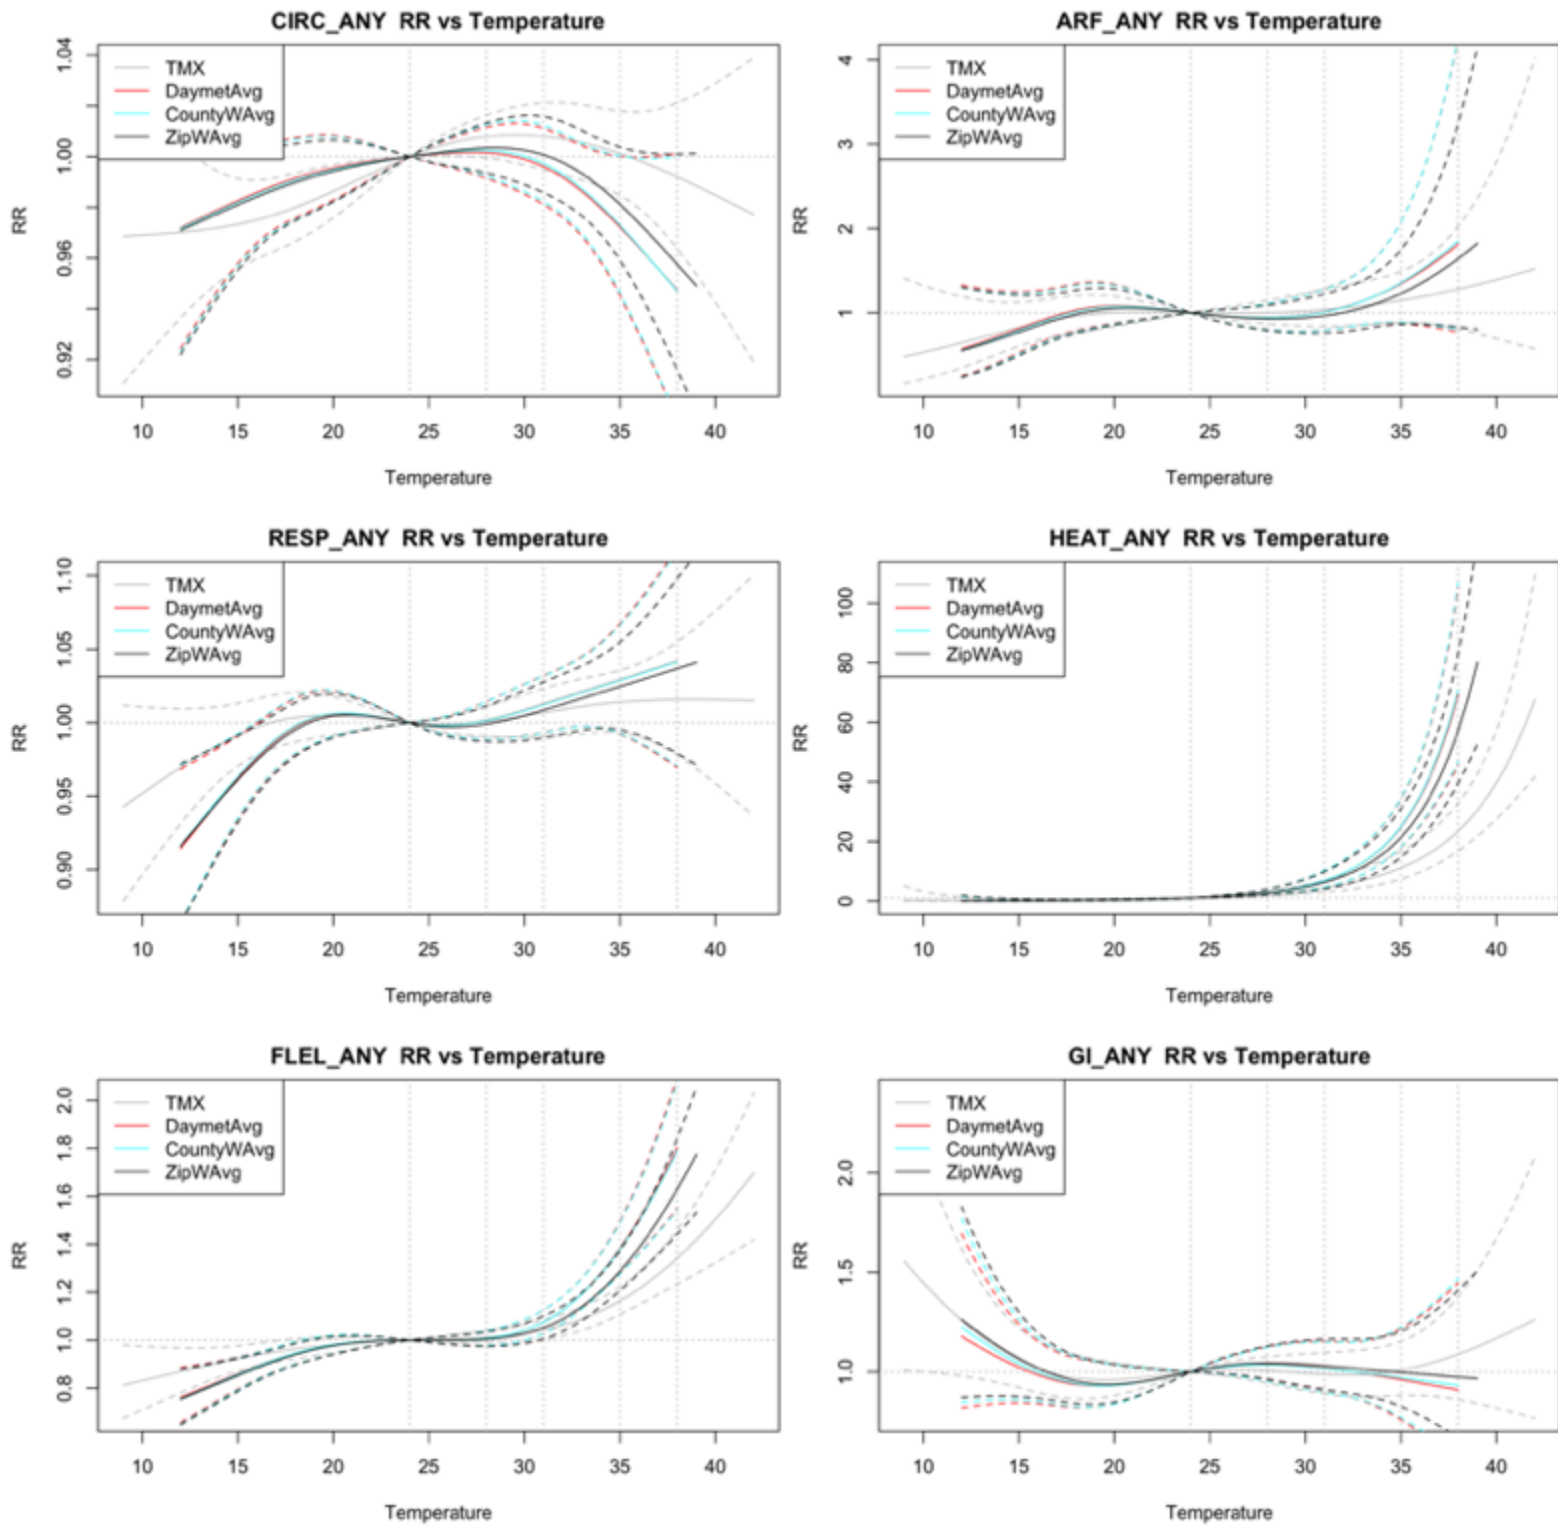 CIRC_ANY RR vs Temperature
TMX
DaymetAvg
CountyWAvg
ZipWAvg
RR
1.04
1.00
0.96
0.92
10 15 20 25 30 35 40
Temperature
ARF_ANY RR vs Temperature
TMX
DaymetAvg
CountyWAvg
ZipWAvg
RR
4
3
2
1
10 15 20 25 30 35 40
Temperature
RESP_ANY RR vs Temperature
TMX
DaymetAvg
CountyWAvg
ZipWAvg
RR
1.10
1.05
1.00
0.95
0.90
10 15 20 25 30 35 40
Temperature
HEAT_ANY RR vs Temperature
TMX
DaymetAvg
CountyWAvg
ZipWAvg
RR
100
80
60
40
20
0
10 15 20 25 30 35 40
Temperature
FLEL_ANY RR vs Temperature
TMX
DaymetAvg
CountyWAvg
ZipWAvg
RR
2.0
1.8
1.6
1.4
1.2
1.0
0.8
10 15 20 25 30 35 40
Temperature
GI_ANY RR vs Temperature
TMX
DaymetAvg
CountyWAvg
ZipWAvg
RR
2.0
1.5
1.0
10 15 20 25 30 35 40
Temperature